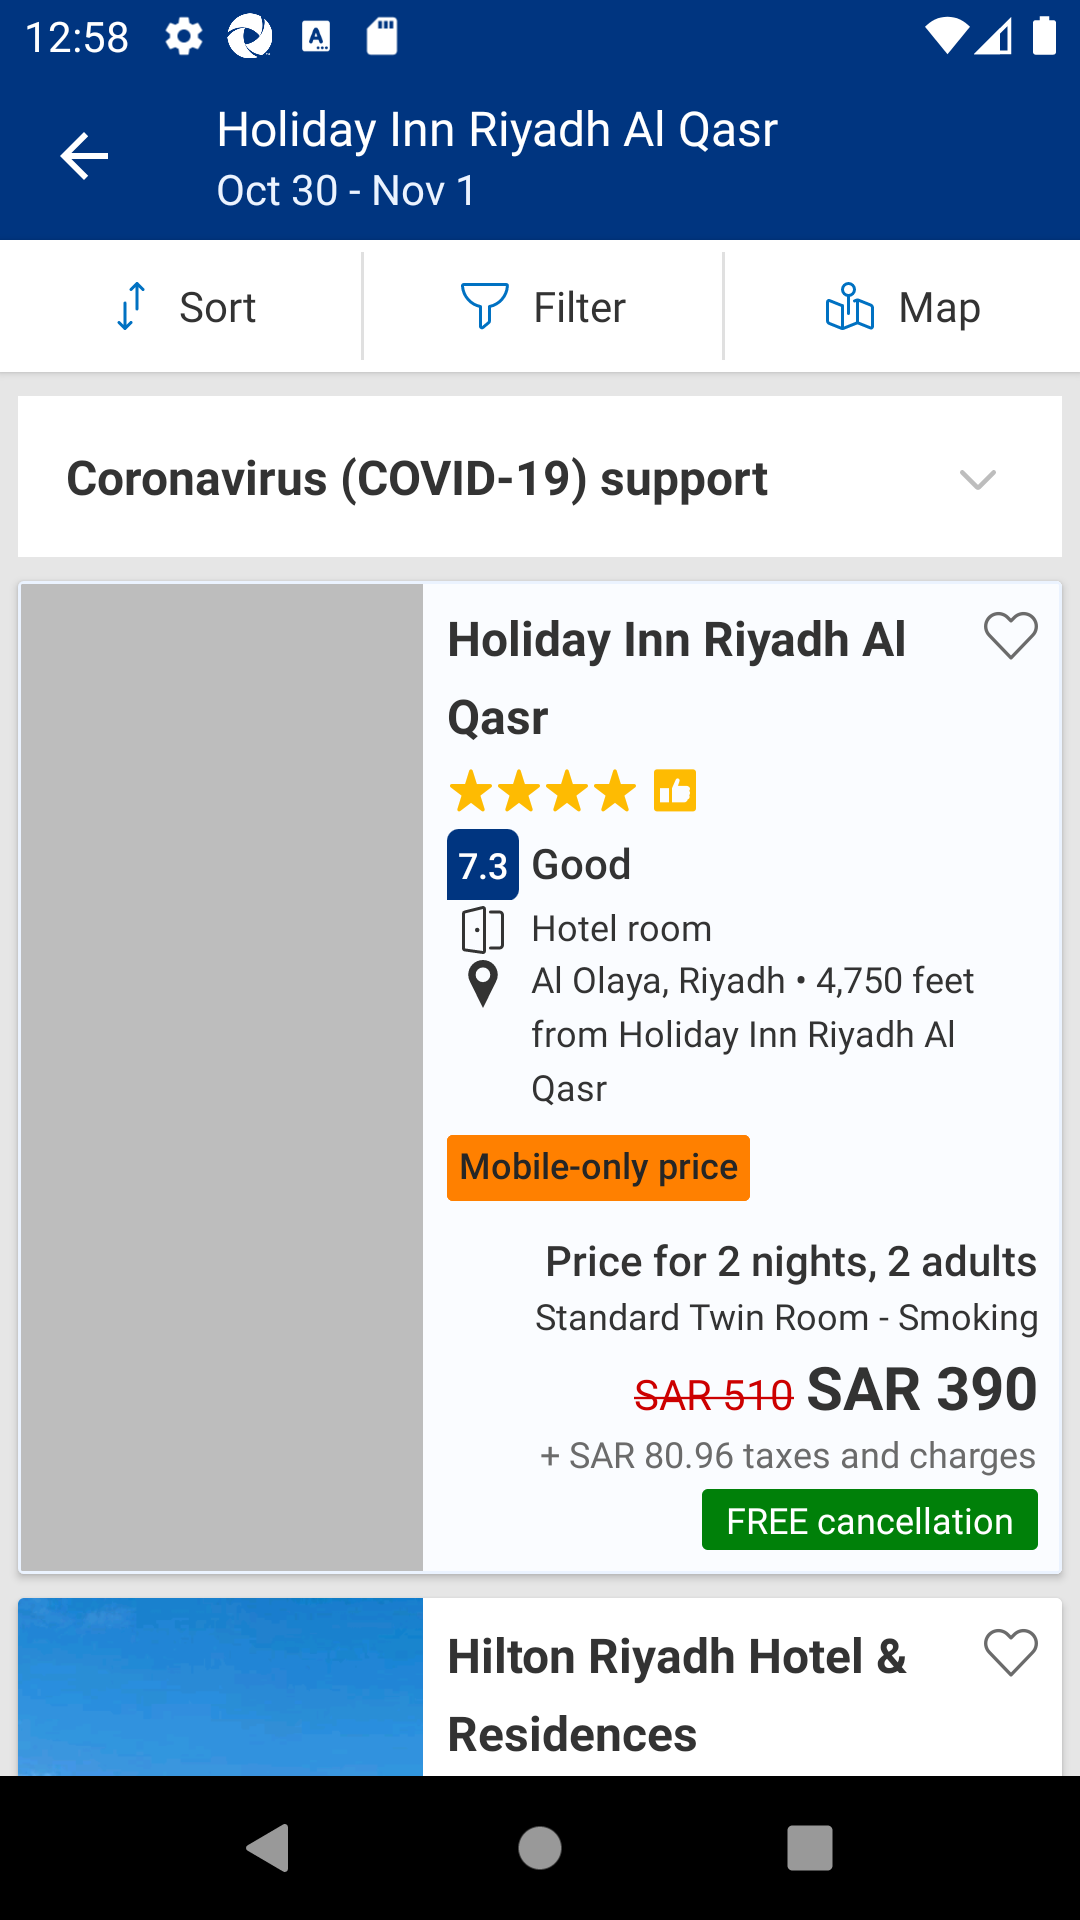 12:58
Holiday Inn Riyadh Al Qasr
Oct 30 - Nov 1
Sort
Filter
Map
Coronavirus (COVID-19) support
Holiday Inn Riyadh Al
Qasr
7.3 Good
Hotel room
Al Olaya, Riyadh • 4,750 feet
from Holiday Inn Riyadh Al
Qasr
Mobile-only price
Price for 2 nights, 2 adults
Standard Twin Room - Smoking
SAR 510 SAR 390
+ SAR 80.96 taxes and charges
FREE cancellation
Hilton Riyadh Hotel &
Residences